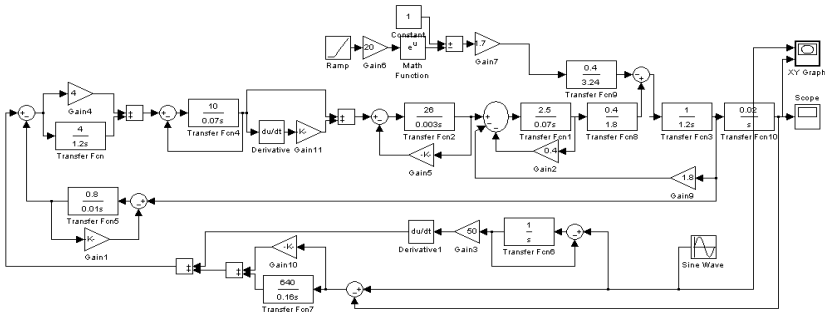 1
Constant
Ramp
20
Gain6
e^u
Math
Function
±
1.7
Gain7
0.4
3.24
Transfer Fcn9
XY Graph
Scope
4
Gain4
4
1.2s
Transfer Fcn
10
0.07s
Transfer Fcn4
du/dt
Derivative
-K-
Gain11
26
0.003s
Transfer Fcn2
-K-
Gain5
2.5
0.07s
Transfer Fcn1
0.4
Gain2
0.4
1.8
Transfer Fcn8
1
1.2s
Transfer Fcn3
0.02
s
Transfer Fcn10
1.8
Gain9
0.8
0.01s
Transfer Fcn5
-K-
Gain1
du/dt
Derivative1
50
Gain3
1
s
Transfer Fcn6
Sine Wave
-K-
Gain10
640
0.16s
Transfer Fcn7